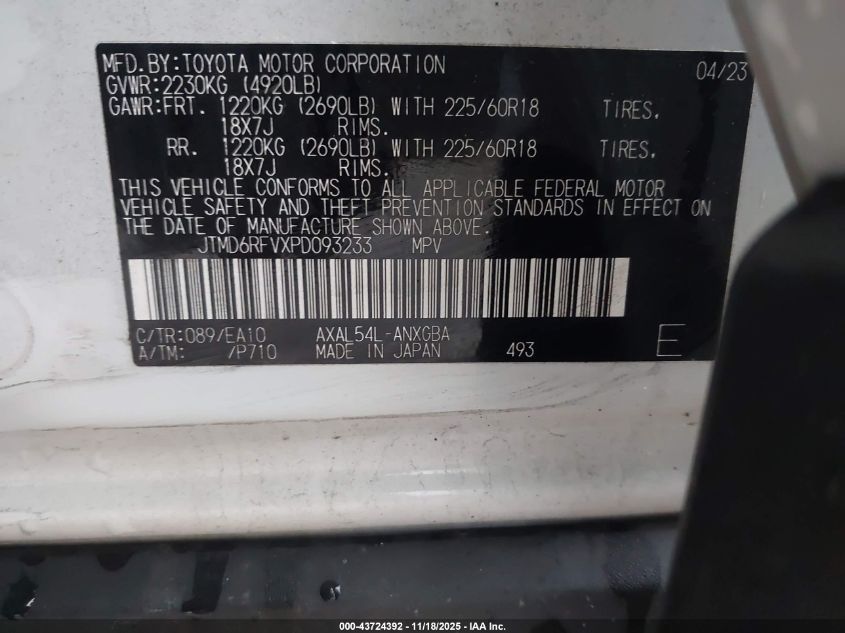 MFD.BY:TOYOTA MOTOR CORPORATION 04/23
GVWR:2230KG (4920LB)
GAWR:FRT. 1220KG (2690LB) WITH 225/60R18 TIRES.
18X7J RIMS.
RR. 1220KG (2690LB) WITH 225/60R18 TIRES.
18X7J RIMS.
THIS VEHICLE CONFORMS TO ALL APPLICABLE FEDERAL MOTOR
VEHICLE SAFETY AND THEFT PREVENTION STANDARDS IN EFFECT ON
THE DATE OF MANUFACTURE SHOWN ABOVE.
JTMD6RFVXPD093233 MPV
C/TR:089/EA10 AXAL54L-ANXGBA
A/TM: /P710 MADE IN JAPAN 493 E
000-43724392 - 11/18/2025 - IAA Inc.